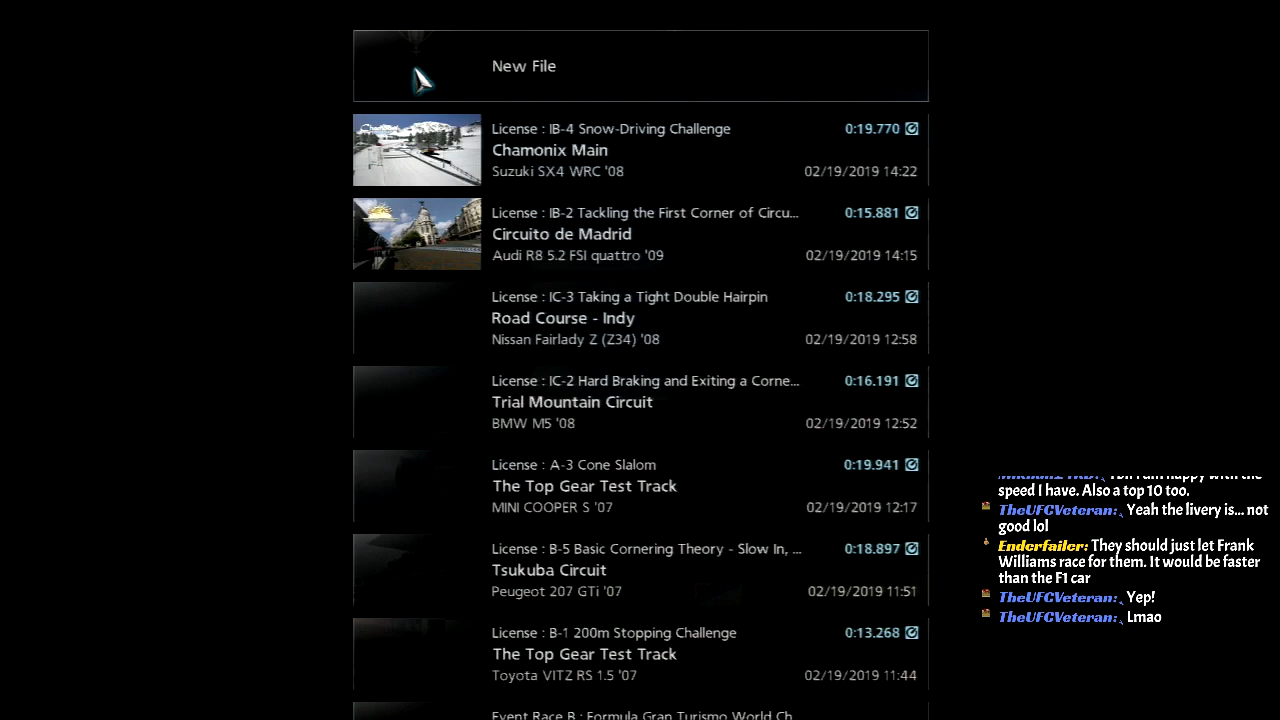 New File
License : IB-4 Snow-Driving Challenge 0:19.770
Chamonix Main
Suzuki SX4 WRC '08 02/19/2019 14:22
License : IB-2 Tackling the First Corner of Circu... 0:15.881
Circuito de Madrid
Audi R8 5.2 FSI quattro '09 02/19/2019 14:15
License : IC-3 Taking a Tight Double Hairpin 0:18.295
Road Course - Indy
Nissan Fairlady Z (Z34) '08 02/19/2019 12:58
License : IC-2 Hard Braking and Exiting a Corne... 0:16.191
Trial Mountain Circuit
BMW M5 '08 02/19/2019 12:52
License : A-3 Cone Slalom 0:19.941
The Top Gear Test Track
MINI COOPER S '07 02/19/2019 12:17
License : B-5 Basic Cornering Theory - Slow In, ... 0:18.897
Tsukuba Circuit
Peugeot 207 GTi '07 02/19/2019 11:51
License : B-1 200m Stopping Challenge 0:13.268
The Top Gear Test Track
Toyota VITZ RS 1.5 '07 02/19/2019 11:44
Event Race B : Formula Gran Turismo World Ch
happy with the
speed I have. Also a top 10 too.
TheUFCVeteran: Yeah the livery is... not
good lol
Enderfailer: They should just let Frank
Williams race for them. It would be faster
than the F1 car
TheUFCVeteran: Yep!
TheUFCVeteran: Lmao